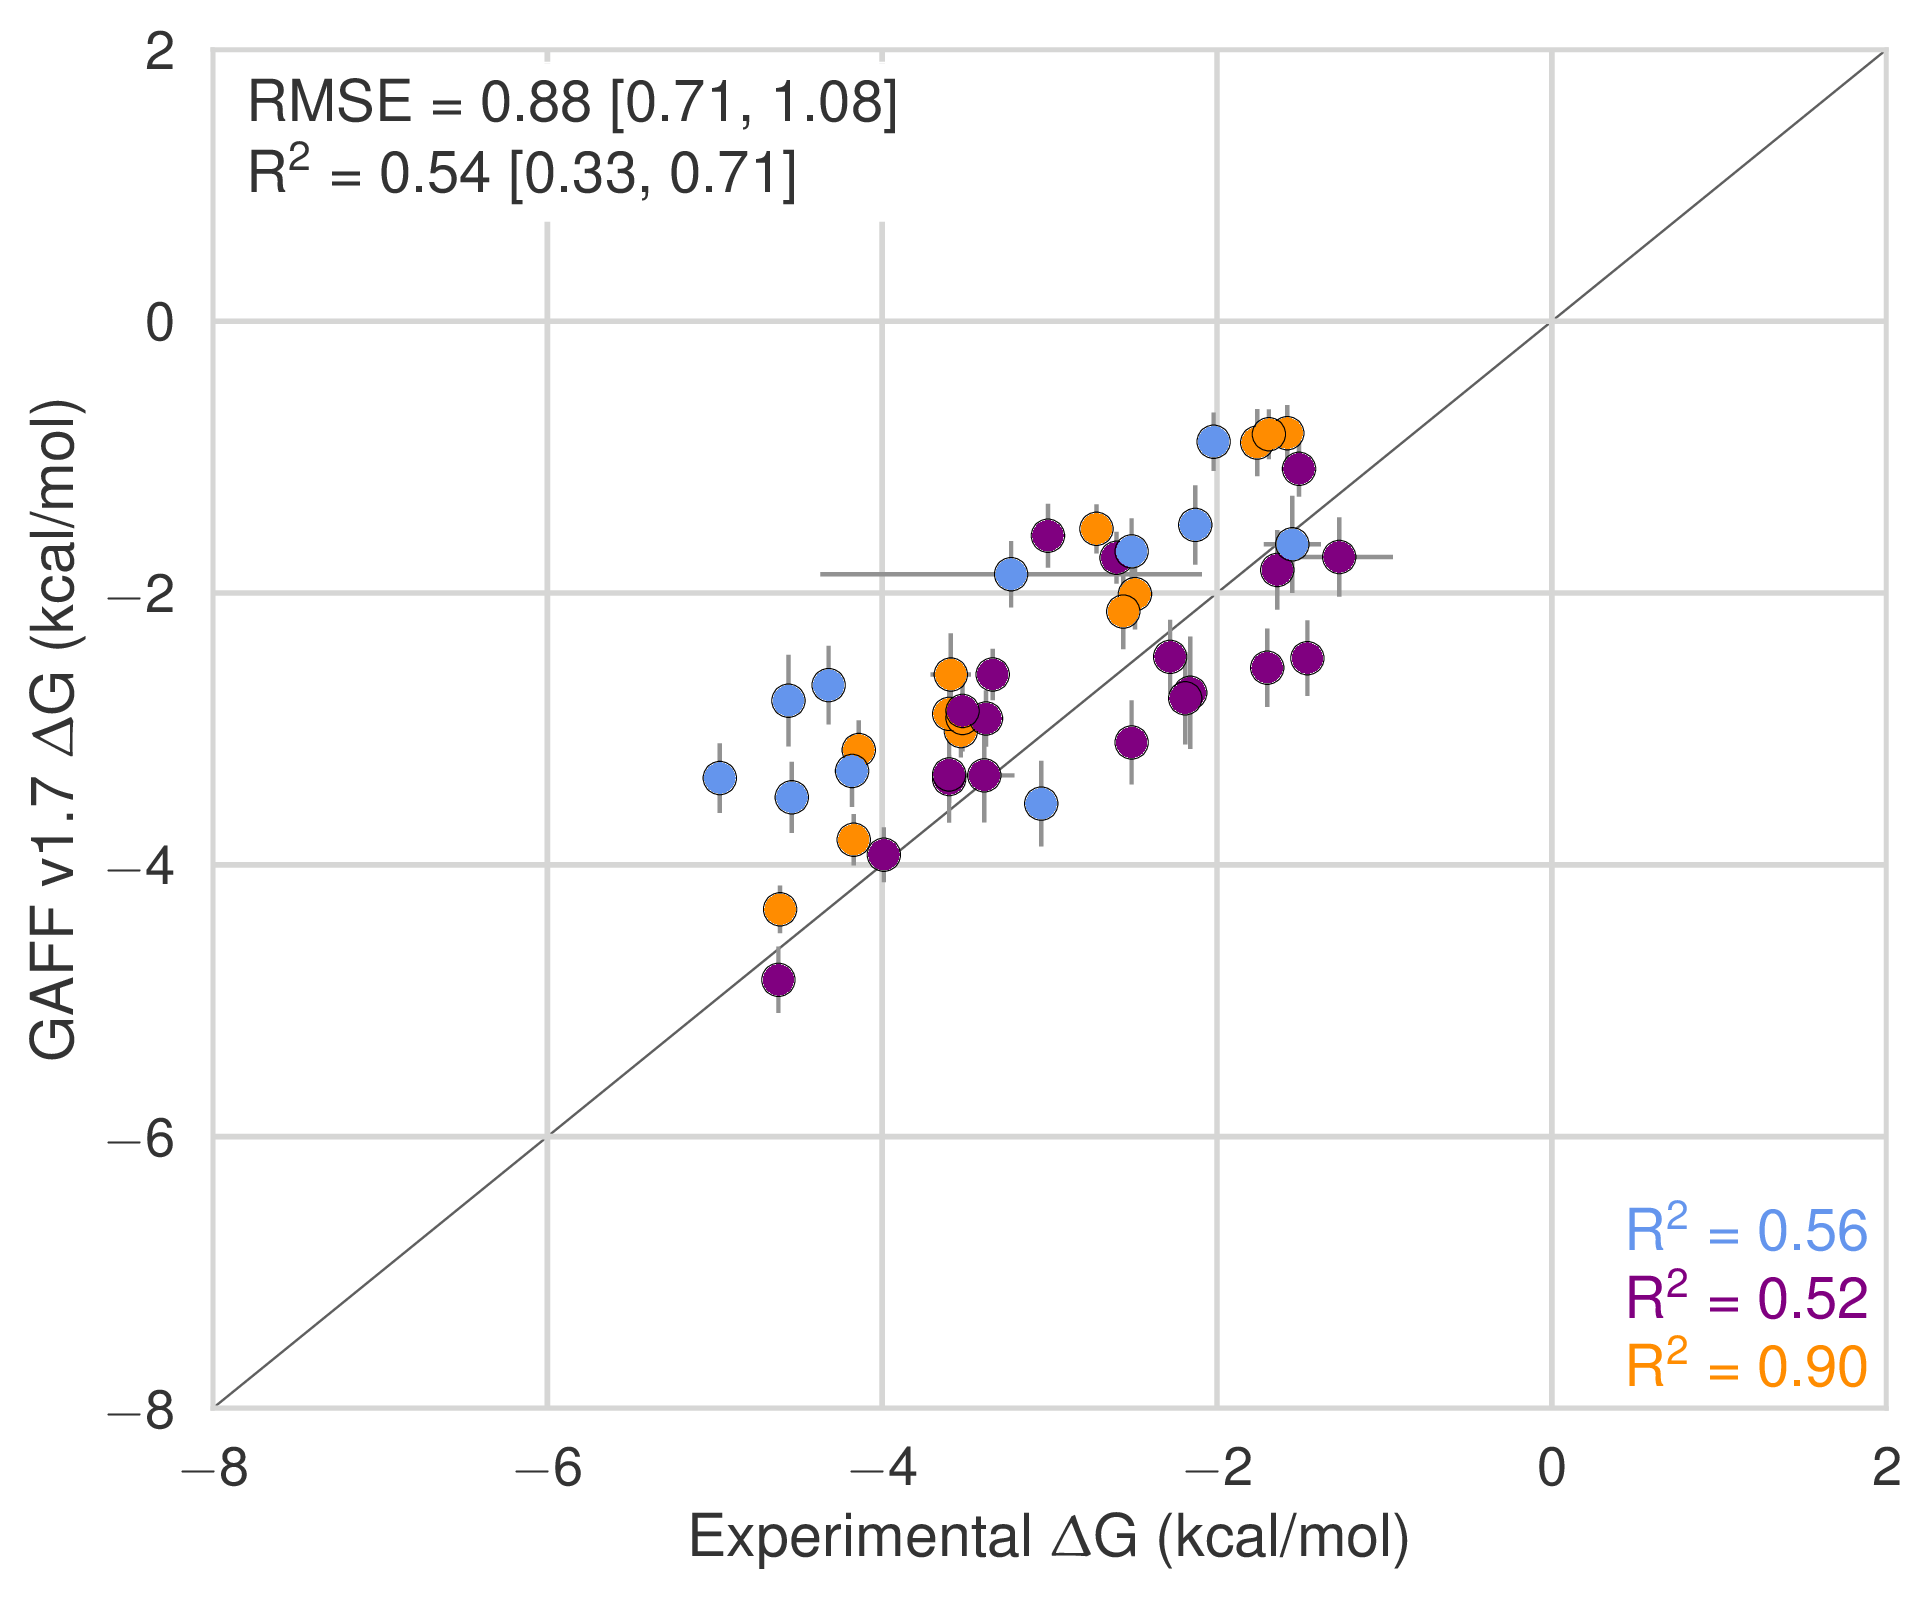 RMSE = 0.88 [0.71, 1.08]
R² = 0.54 [0.33, 0.71]
2
0
−2
−4
−6
−8
GAFF v1.7 ΔG (kcal/mol)
R² = 0.56
R² = 0.52
R² = 0.90
−8 −6 −4 −2 0 2
Experimental ΔG (kcal/mol)